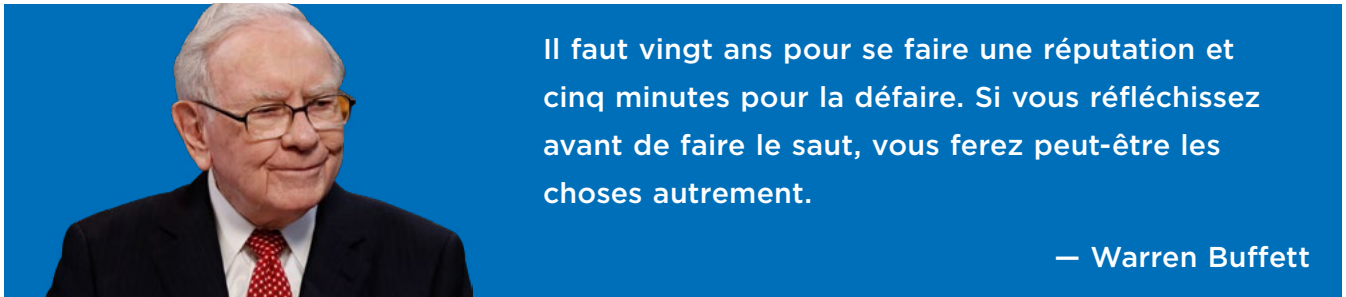 Il faut vingt ans pour se faire une réputation et
cinq minutes pour la défaire. Si vous réfléchissez
avant de faire le saut, vous ferez peut-être les
choses autrement.
— Warren Buffett